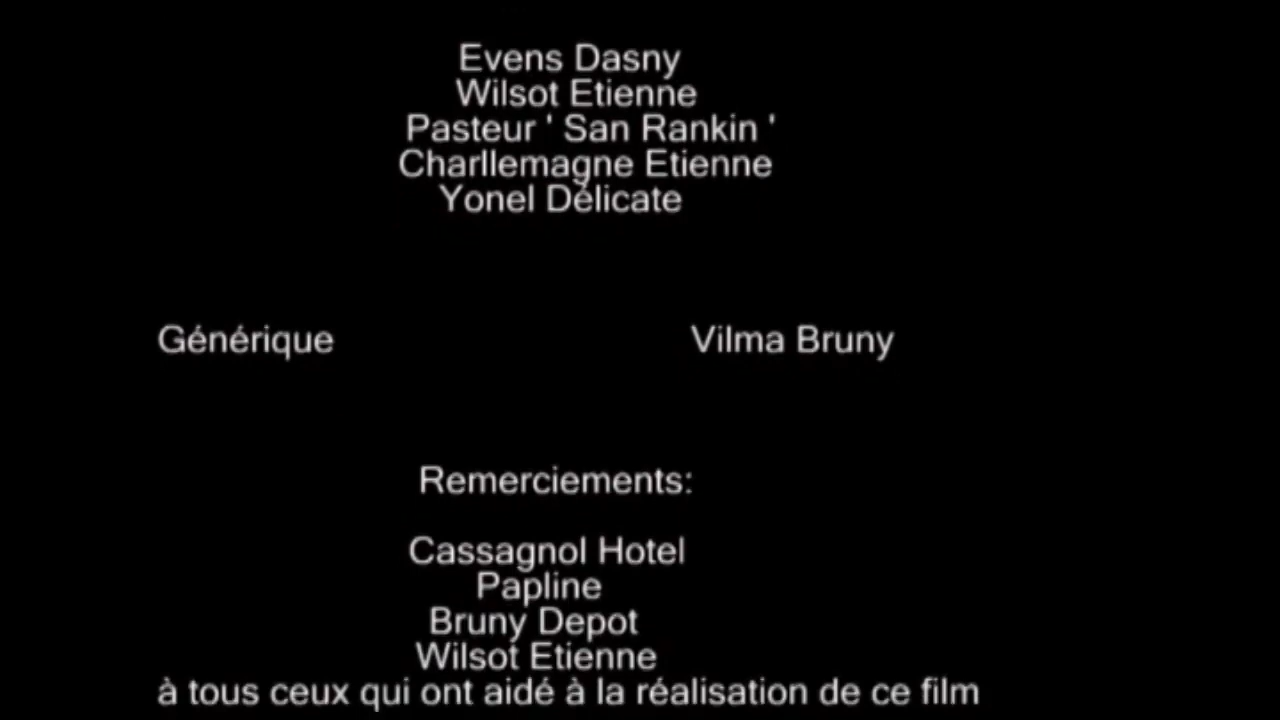 Evens Dasny
Wilsot Etienne
Pasteur ' San Rankin '
Charllemagne Etienne
Yonel Délicate
Générique Vilma Bruny
Remerciements:
Cassagnol Hotel
Papline
Bruny Depot
Wilsot Etienne
à tous ceux qui ont aidé à la réalisation de ce film